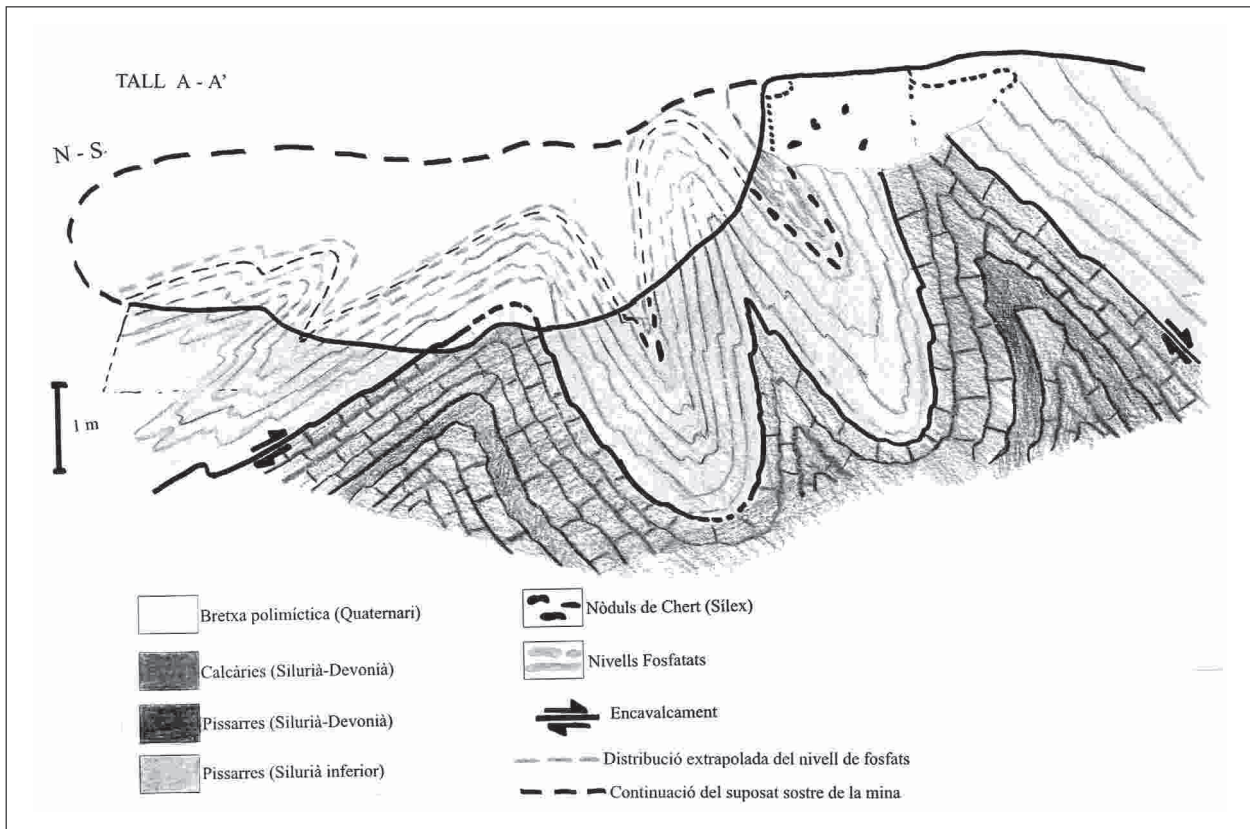 TALL A - A'
N - S.
1 m
Bretxa polimíctica (Quaternari)
Calcàries (Silurià-Devonià)
Pissarres (Silurià-Devonià)
Pissarres (Silurià inferior)
Nòduls de Chert (Sílex)
Nivells Fosfatats
Encavalcament
Distribució extrapolada del nivell de fosfats
Continuació del suposat sostre de la mina